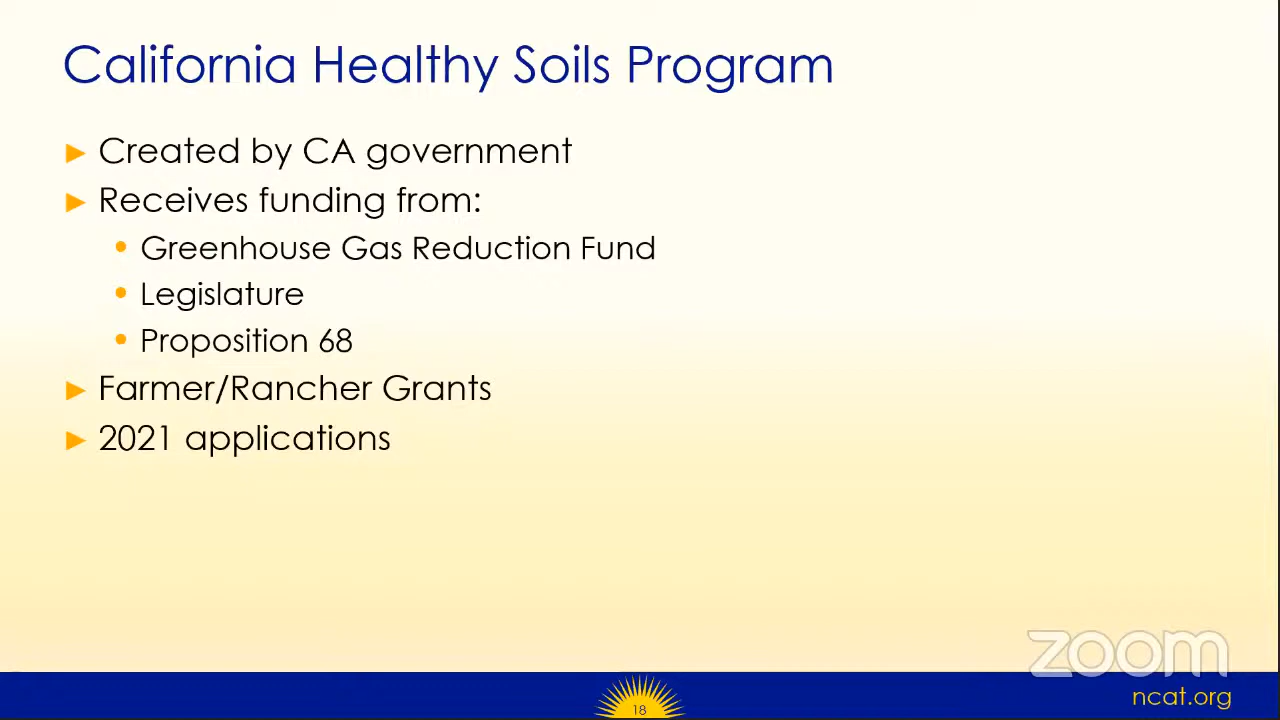 California Healthy Soils Program
Created by CA government
Receives funding from:
Greenhouse Gas Reduction Fund
Legislature
Proposition 68
Farmer/Rancher Grants
2021 applications
zoom
18
ncat.org